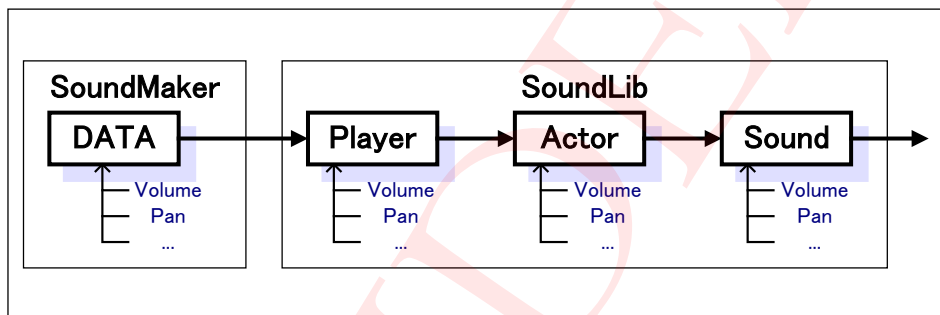 SoundMaker
DATA
Volume
Pan
...
SoundLib
Player
Volume
Pan
...
Actor
Volume
Pan
...
Sound
Volume
Pan
...